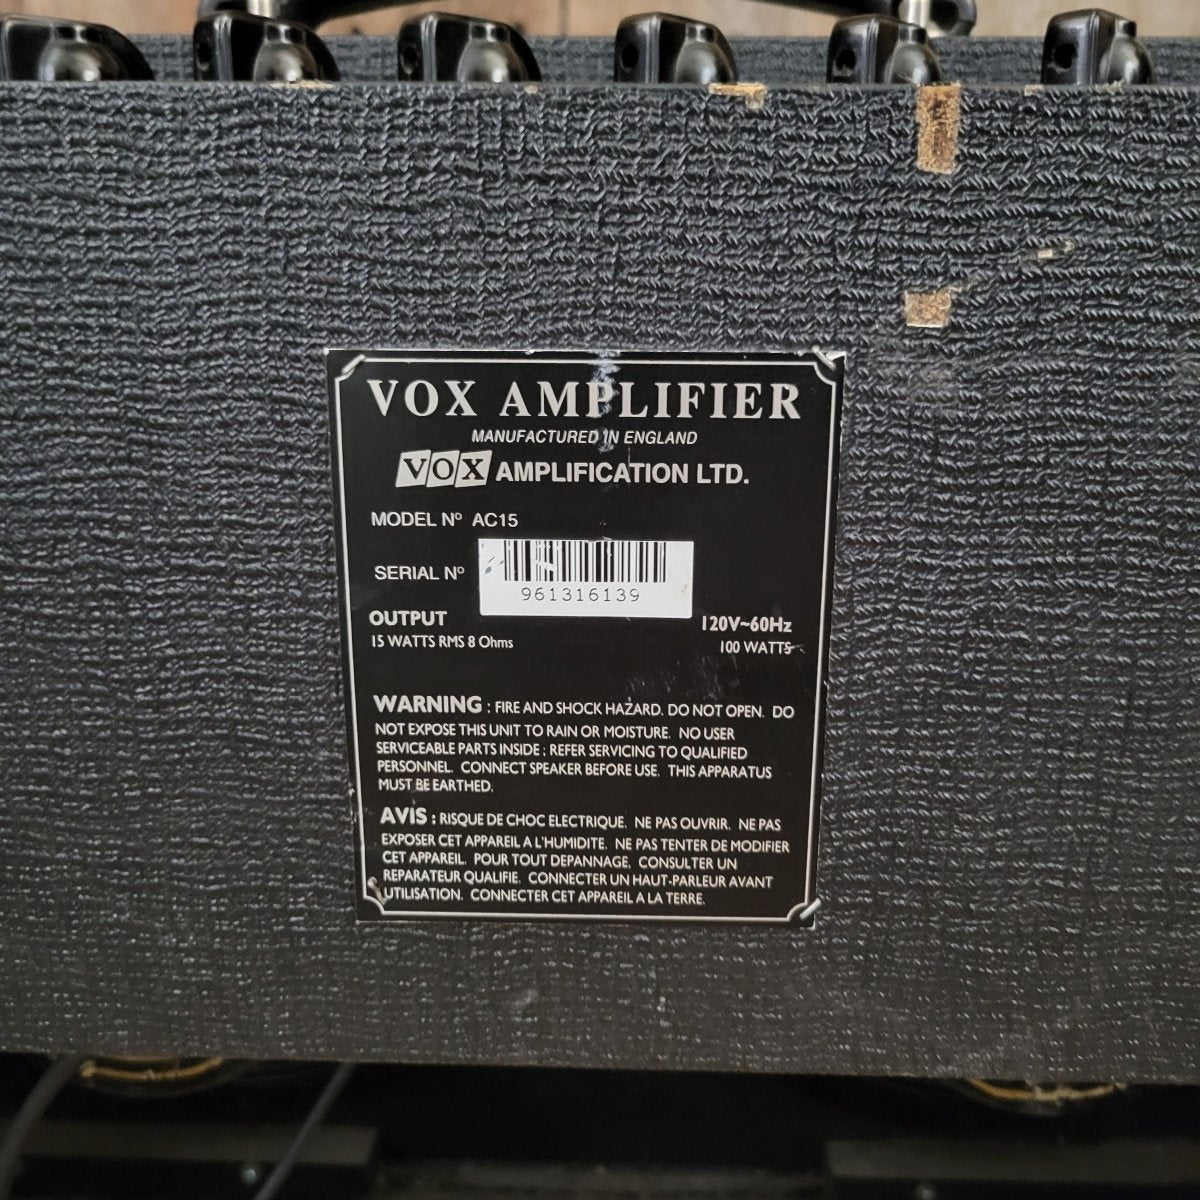 VOX AMPLIFIER
MANUFACTURED IN ENGLAND
VOX AMPLIFICATION LTD.
MODEL Nº AC15
SERIAL Nº
961316139
OUTPUT
15 WATTS RMS 8 Ohms
120V~60Hz
100 WATTS
WARNING : FIRE AND SHOCK HAZARD. DO NOT OPEN. DO
NOT EXPOSE THIS UNIT TO RAIN OR MOISTURE. NO USER
SERVICEABLE PARTS INSIDE ; REFER SERVICING TO QUALIFIED
PERSONNEL. CONNECT SPEAKER BEFORE USE. THIS APPARATUS
MUST BE EARTHED.
AVIS : RISQUE DE CHOC ELECTRIQUE. NE PAS OUVRIR. NE PAS
EXPOSER CET APPAREIL A L'HUMIDITE. NE PAS TENTER DE MODIFIER
CET APPAREIL. POUR TOUT DEPANNAGE, CONSULTER UN
REPARATEUR QUALIFIE. CONNECTER UN HAUT-PARLEUR AVANT
UTILISATION. CONNECTER CET APPAREIL A LA TERRE.